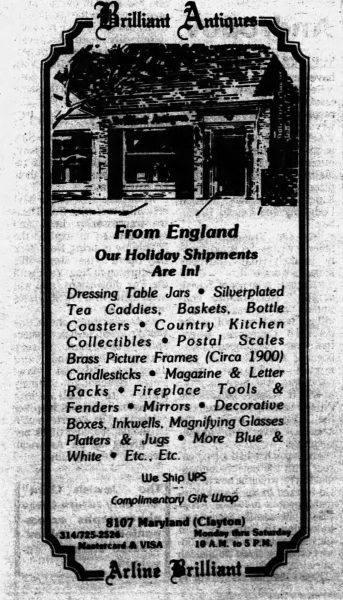 Brilliant Antiques
From England
Our Holiday Shipments
Are In!
Dressing Table Jars • Silverplated
Tea Caddies, Baskets, Bottle
Coasters • Country Kitchen
Collectibles • Postal Scales
Brass Picture Frames (Circa 1900)
Candlesticks • Magazine & Letter
Racks • Fireplace Tools &
Fenders • Mirrors • Decorative
Boxes, Inkwells, Magnifying Glasses
Platters & Jugs • More Blue &
White • Etc., Etc.
We Ship UPS
Complimentary Gift Wrap
8107 Maryland (Clayton)
314/725-2526 Monday thru Saturday
Mastercard & VISA 10 A.M. to 5 P.M.
Arline Brilliant